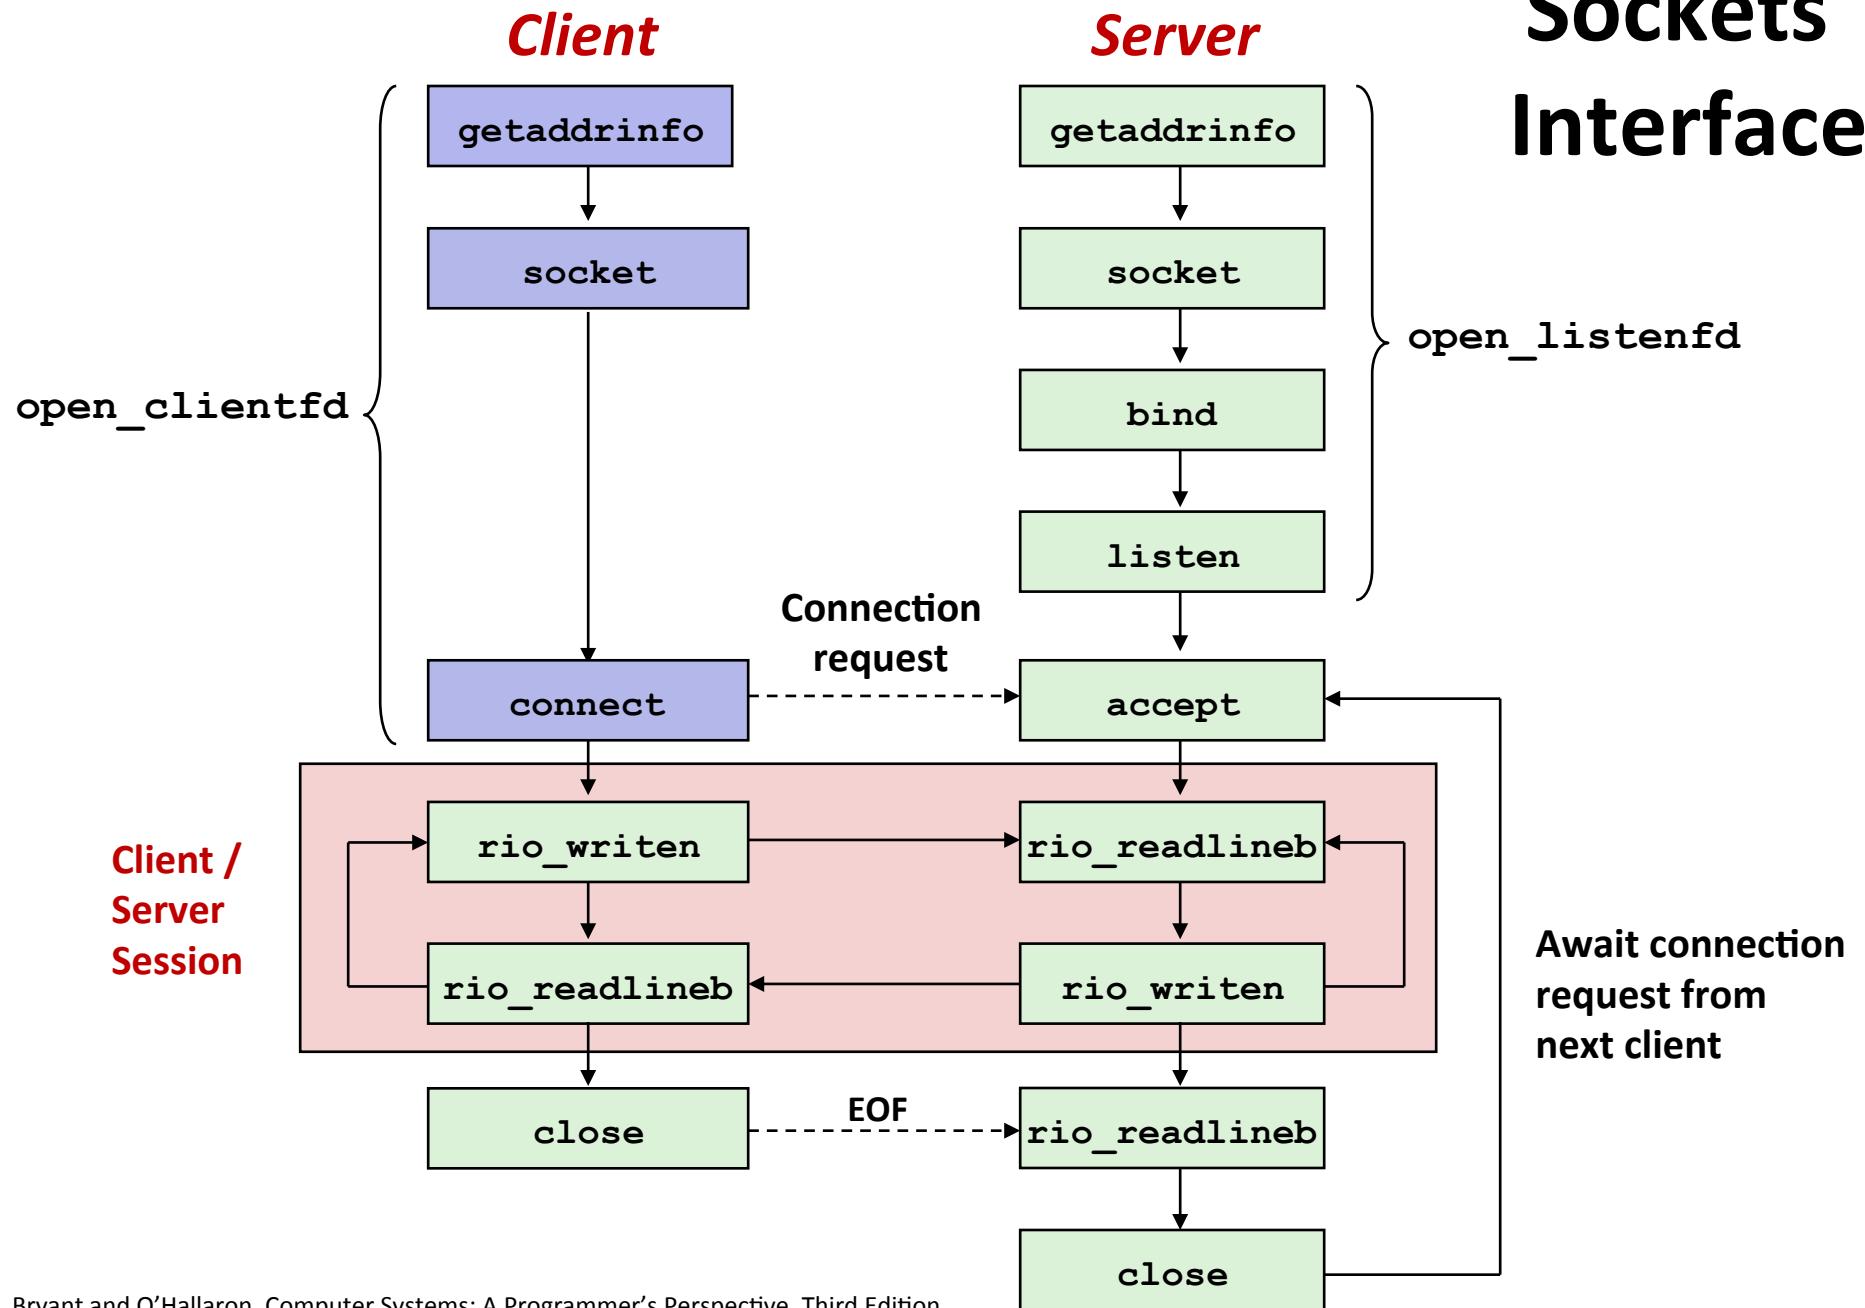 Sockets
Interface
Client
Server
getaddrinfo
getaddrinfo
socket
socket
open_listenfd
open_clientfd
bind
listen
Connection
request
connect
accept
Client /
Server
Session
rio_writen
rio_readlineb
rio_readlineb
rio_writen
Await connection
request from
next client
close
EOF
rio_readlineb
close
Bryant and O'Hallaron, Computer Systems: A Programmer's Perspective, Third Edition